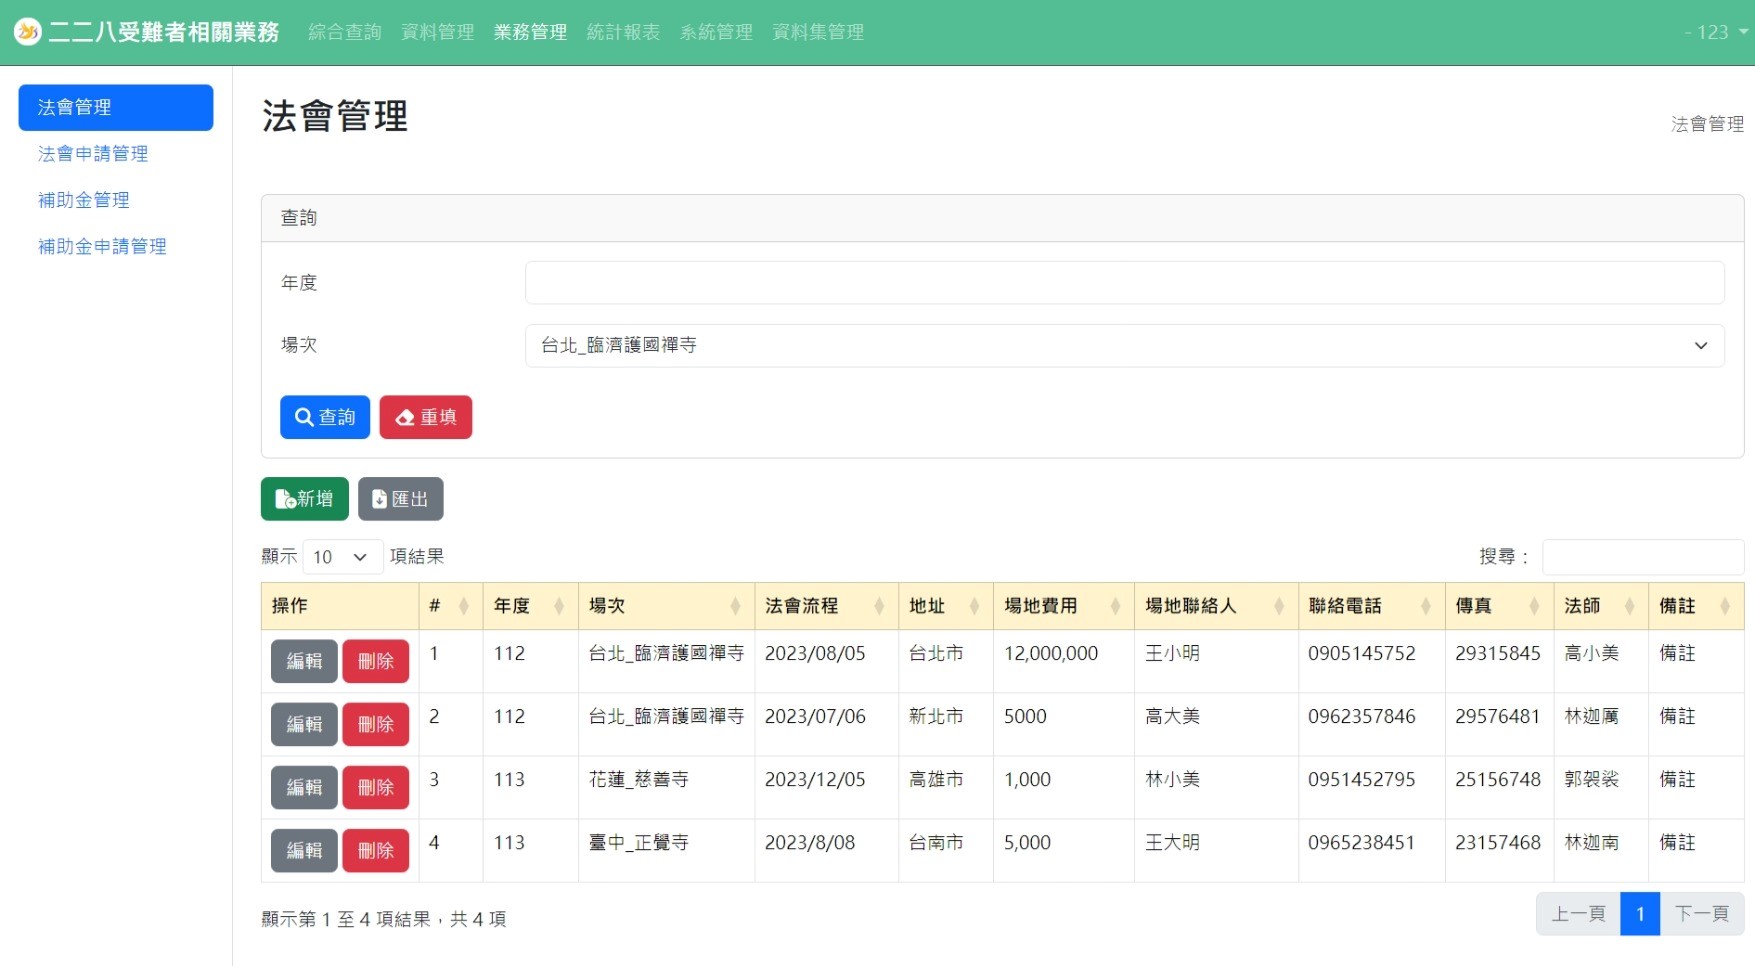 二二八受難者相關業務 綜合查詢 資料管理 業務管理 統計報表 系統管理 資料集管理 - 123
法會管理
法會申請管理
補助金管理
補助金申請管理
法會管理
法會管理
查詢
年度
場次 台北_臨濟護國禪寺
查詢 重填
新增 匯出
顯示 10 項結果 搜尋：
操作 # 年度 場次 法會流程 地址 場地費用 場地聯絡人 聯絡電話 傳真 法師 備註
編輯 刪除 1 112 台北_臨濟護國禪寺 2023/08/05 台北市 12,000,000 王小明 0905145752 29315845 高小美 備註
編輯 刪除 2 112 台北_臨濟護國禪寺 2023/07/06 新北市 5000 高大美 0962357846 29576481 林迦厲 備註
編輯 刪除 3 113 花蓮_慈善寺 2023/12/05 高雄市 1,000 林小美 0951452795 25156748 郭袈裟 備註
編輯 刪除 4 113 臺中_正覺寺 2023/8/08 台南市 5,000 王大明 0965238451 23157468 林迦南 備註
顯示第 1 至 4 項結果，共 4 項
上一頁 1 下一頁